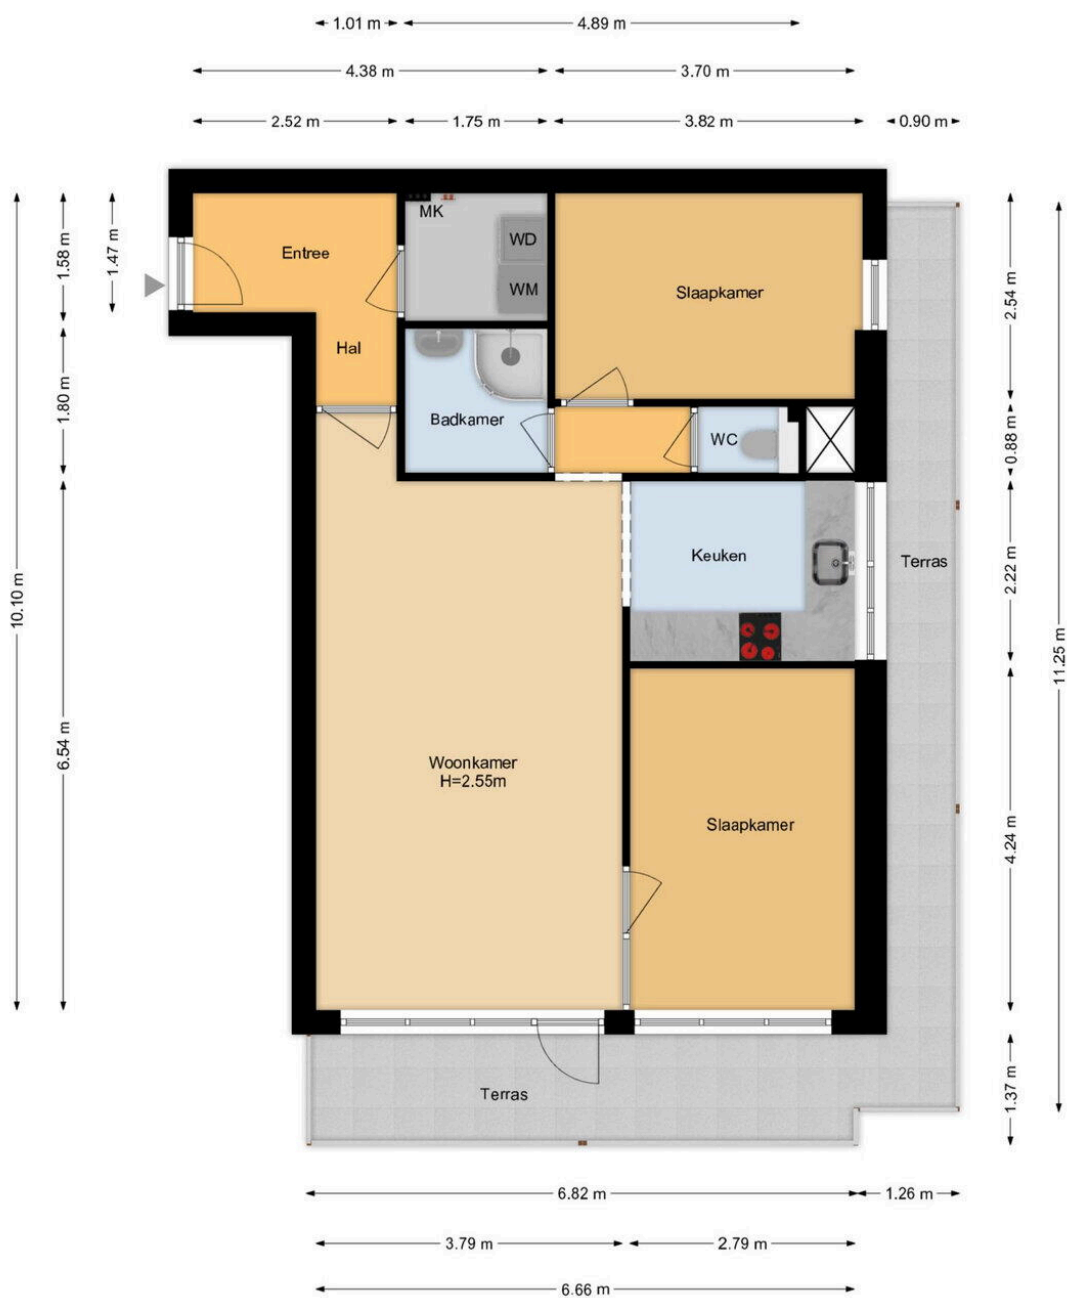 1.01 m
4.89 m
4.38 m
3.70 m
2.52 m
1.75 m
3.82 m
0.90 m
MK
WD
WM
Entree
Slaapkamer
Hal
Badkamer
WC
Keuken
Terras
Woonkamer
H=2.55m
Slaapkamer
Terras
10.10 m
1.58 m
1.80 m
6.54 m
1.47 m
2.54 m
0.88 m
2.22 m
4.24 m
1.37 m
11.25 m
6.82 m
1.26 m
3.79 m
2.79 m
6.66 m